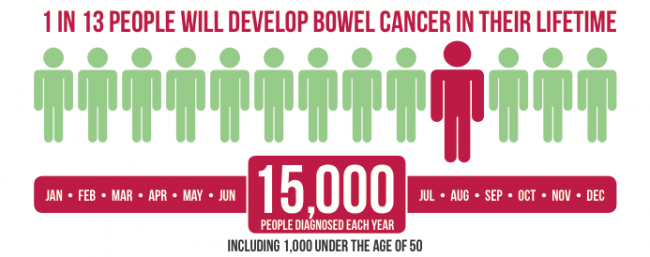 1 IN 13 PEOPLE WILL DEVELOP BOWEL CANCER IN THEIR LIFETIME
JAN • FEB • MAR • APR • MAY • JUN
15,000
PEOPLE DIAGNOSED EACH YEAR
JUL • AUG • SEP • OCT • NOV • DEC
INCLUDING 1,000 UNDER THE AGE OF 50